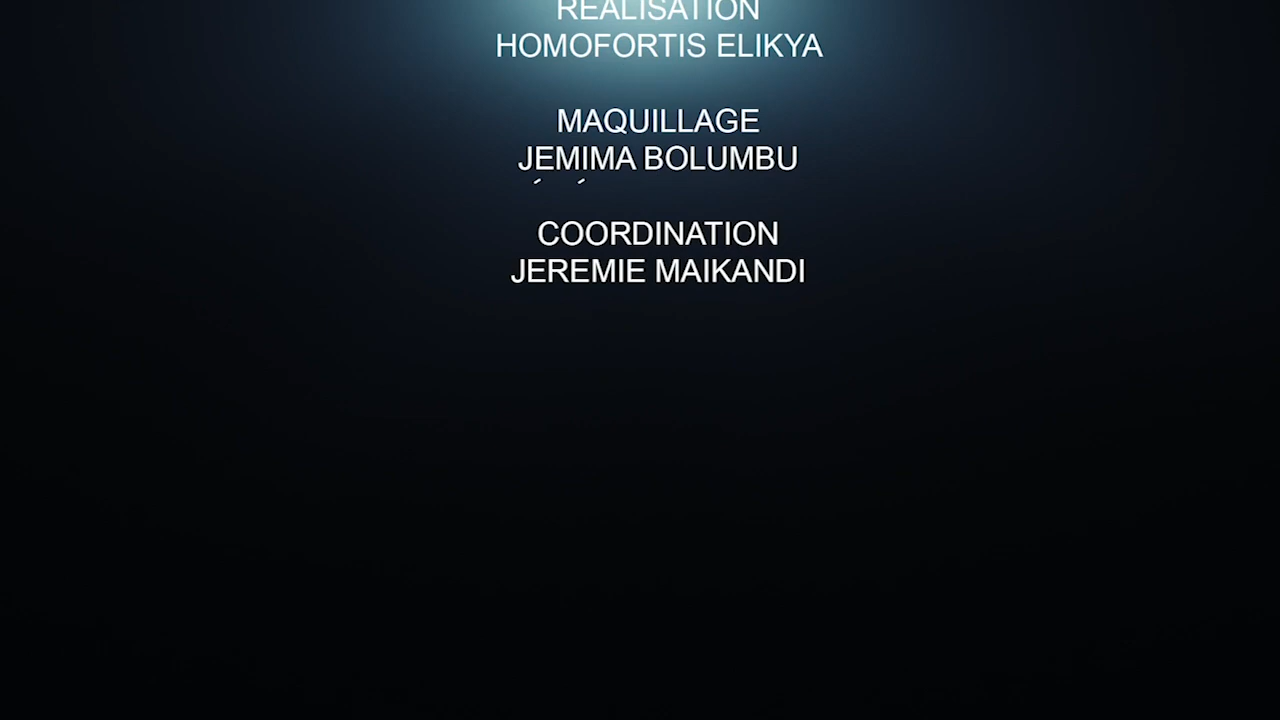 REALISATION
HOMOFORTIS ELIKYA
MAQUILLAGE
JEMIMA BOLUMBU
COORDINATION
JEREMIE MAIKANDI